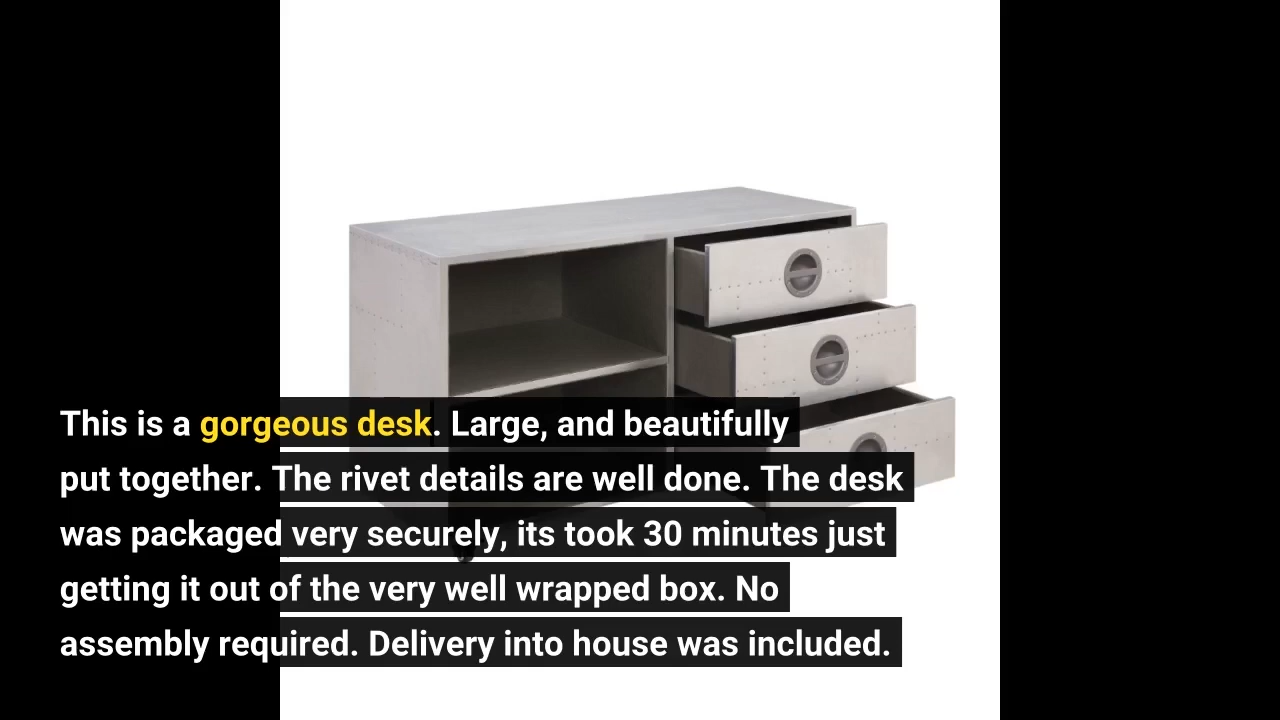 This is a gorgeous desk. Large, and beautifully
put together. The rivet details are well done. The desk
was packaged very securely, its took 30 minutes just
getting it out of the very well wrapped box. No
assembly required. Delivery into house was included.